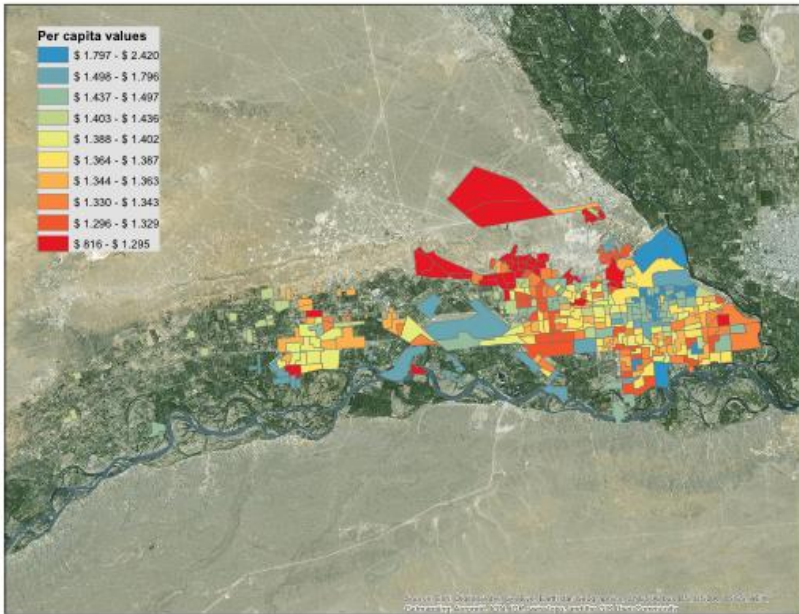 Per capita values
$ 1.797 - $ 2.420
$ 1.498 - $ 1.796
$ 1.437 - $ 1.497
$ 1.403 - $ 1.436
$ 1.388 - $ 1.402
$ 1.364 - $ 1.387
$ 1.344 - $ 1.363
$ 1.330 - $ 1.343
$ 1.296 - $ 1.329
$ 816 - $ 1.295